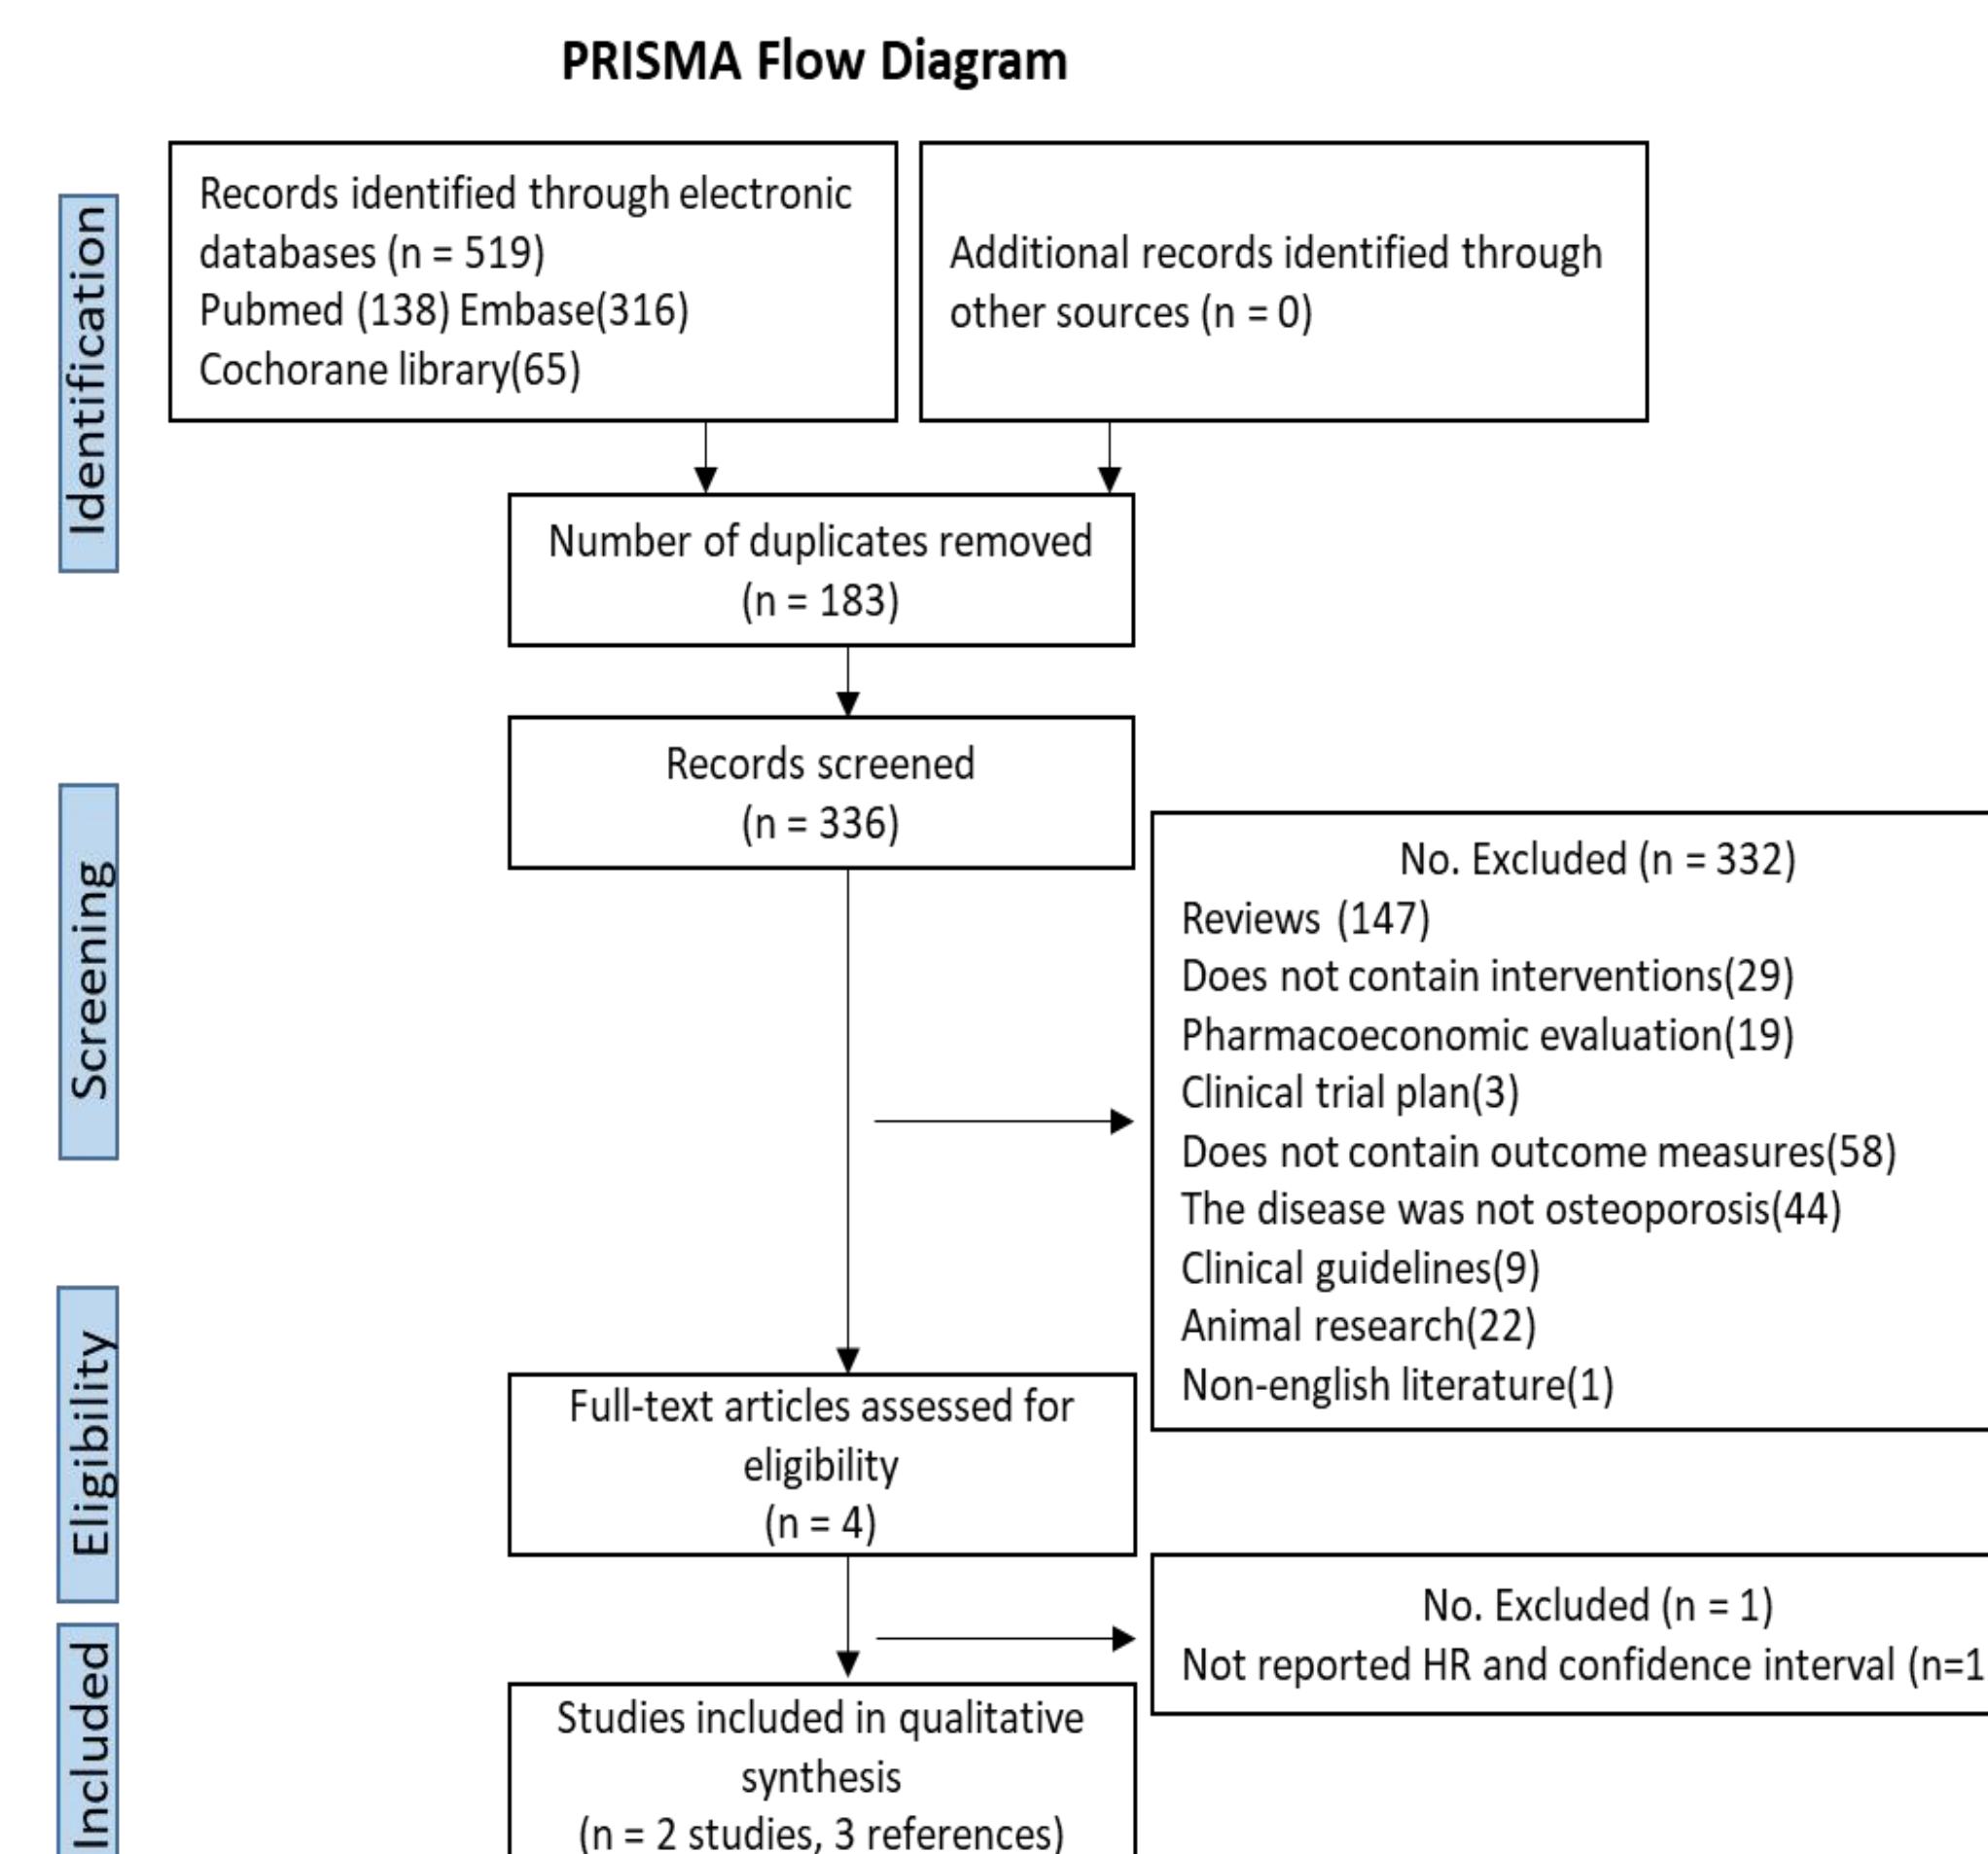 PRISMA Flow Diagram
Identification
Records identified through electronic
databases (n = 519)
Pubmed (138) Embase(316)
Cochorane library(65)
Additional records identified through
other sources (n = 0)
Number of duplicates removed
(n = 183)
Screening
Records screened
(n = 336)
No. Excluded (n = 332)
Reviews (147)
Does not contain interventions(29)
Pharmacoeconomic evaluation(19)
Clinical trial plan(3)
Does not contain outcome measures(58)
The disease was not osteoporosis(44)
Clinical guidelines(9)
Animal research(22)
Non-english literature(1)
Eligibility
Full-text articles assessed for
eligibility
(n = 4)
No. Excluded (n = 1)
Not reported HR and confidence interval (n=1
Included
Studies included in qualitative
synthesis
(n = 2 studies, 3 references)